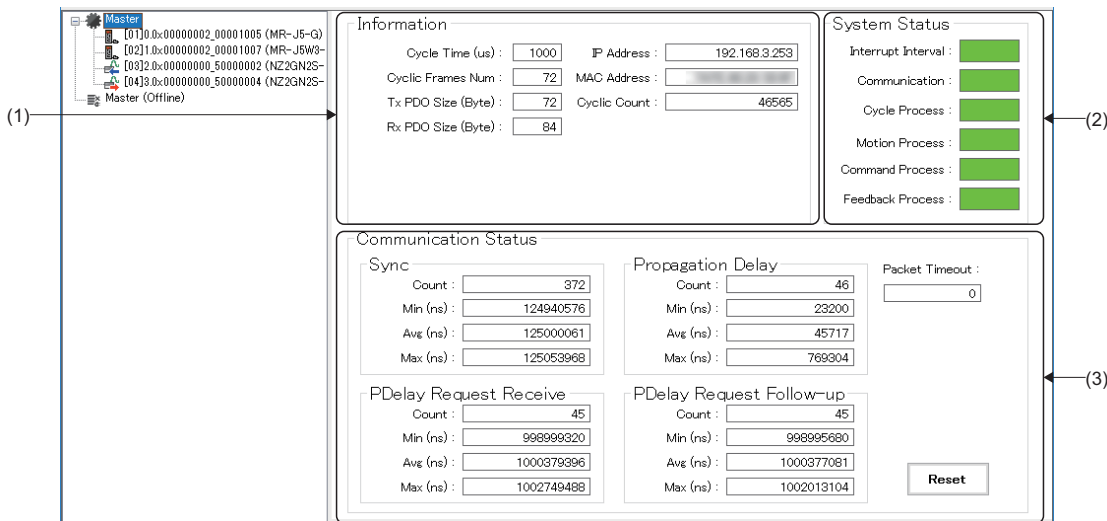 Master
[01]0.0x00000002_00001005 (MR-J5-G)
[02]1.0x00000002_00001007 (MR-J5W3-
[03]2.0x00000000_50000002 (NZ2GN2S-
[04]3.0x00000000_50000004 (NZ2GN2S-
Master (Offline)
(1)
Information
Cycle Time (us) : 1000 IP Address : 192.168.3.253
Cyclic Frames Num : 72 MAC Address :
Tx PDO Size (Byte) : 72 Cyclic Count : 46565
Rx PDO Size (Byte) : 84
System Status
Interrupt Interval :
Communication :
Cycle Process :
Motion Process :
Command Process :
Feedback Process :
(2)
Communication Status
Sync
Count : 372
Min (ns) : 124940576
Avg (ns) : 125000061
Max (ns) : 125053968
Propagation Delay
Count : 46
Min (ns) : 23200
Avg (ns) : 45717
Max (ns) : 769304
Packet Timeout :
0
PDelay Request Receive
Count : 45
Min (ns) : 998999320
Avg (ns) : 1000379396
Max (ns) : 1002749488
PDelay Request Follow-up
Count : 45
Min (ns) : 998995680
Avg (ns) : 1000377081
Max (ns) : 1002013104
Reset
(3)